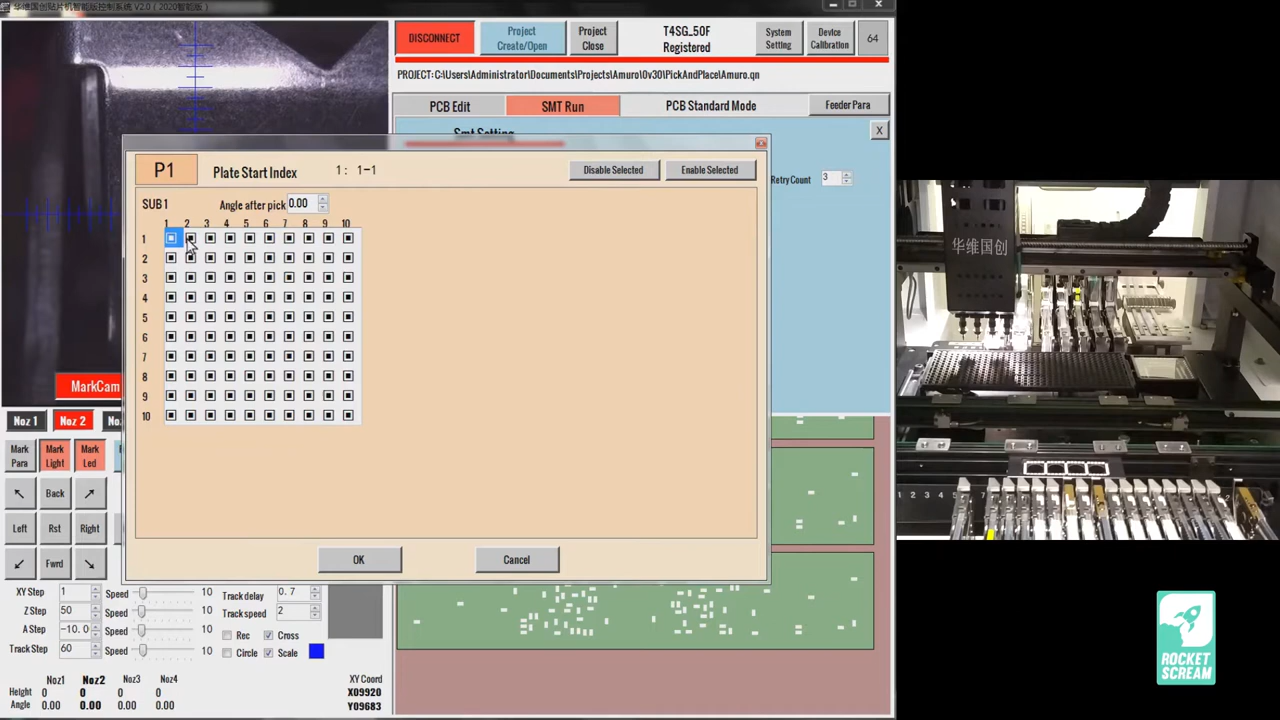 华维国创贴片机智能版控制系统 V2.0 (2020智能版)
DISCONNECT
Project Create/Open
Project Close
T4SG_50F
Registered
System Setting
Device Calibration
64
PROJECT: C:\Users\Administrator\Documents\Projects\Amuro\0v30\PickAndPlace\Amuro.qn
PCB Edit
SMT Run
PCB Standard Mode
Feeder Para
Smt Setting
X
P1
Plate Start Index
1: 1-1
Disable Selected
Enable Selected
Retry Count
3
SUB1
Angle after pick
0.00
1 2 3 4 5 6 7 8 9 10
1
2
3
4
5
6
7
8
9
10
OK
Cancel
MarkCam
Noz 1
Noz 2
No
Mark Para
Mark Light
Mark Led
Back
Left
Rst
Right
Fwrd
XY Step 1 Speed 10 Track delay 0. 7
Z Step 50 Speed 10 Track speed 2
A Step -10. 0 Speed 10 Rec Cross
Track Step 60 Speed 10 Circle Scale
Noz1 Noz2 Noz3 Noz4 XY Coord
Height 0 0 0 0 X09920
Angle 0.00 0.00 0.00 0.00 Y09683
华维国创
1 2 3 4 5
ROCKET
SCREAM